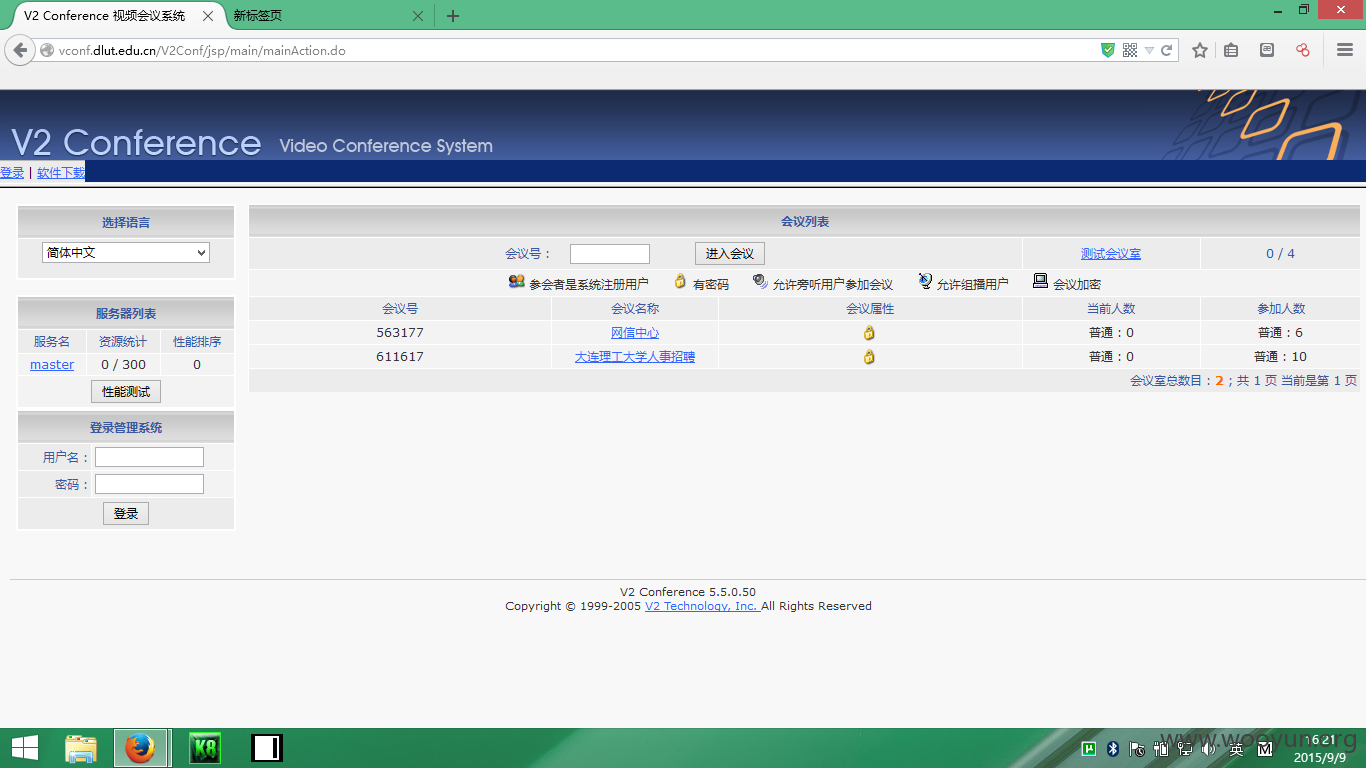 V2 Conference 视频会议系统
新标签页
vconf.dlut.edu.cn/V2Conf/jsp/main/mainAction.do
V2 Conference Video Conference System
登录 | 软件下载
选择语言
简体中文
服务器列表
服务名 资源统计 性能排序
master 0 / 300 0
性能测试
登录管理系统
用户名：
密码：
登录
会议列表
会议号： 进入会议 测试会议室 0 / 4
参会者是系统注册用户 有密码 允许旁听用户参加会议 允许组播用户 会议加密
会议号 会议名称 会议属性 当前人数 参加人数
563177 网信中心 普通：0 普通：6
611617 大连理工大学人事招聘 普通：0 普通：10
会议室总数目：2；共 1 页 当前是第 1 页
V2 Conference 5.5.0.50
Copyright © 1999-2005 V2 Technology, Inc. All Rights Reserved
K8
英
M
16:21
2015/9/9
www.wooyun.org